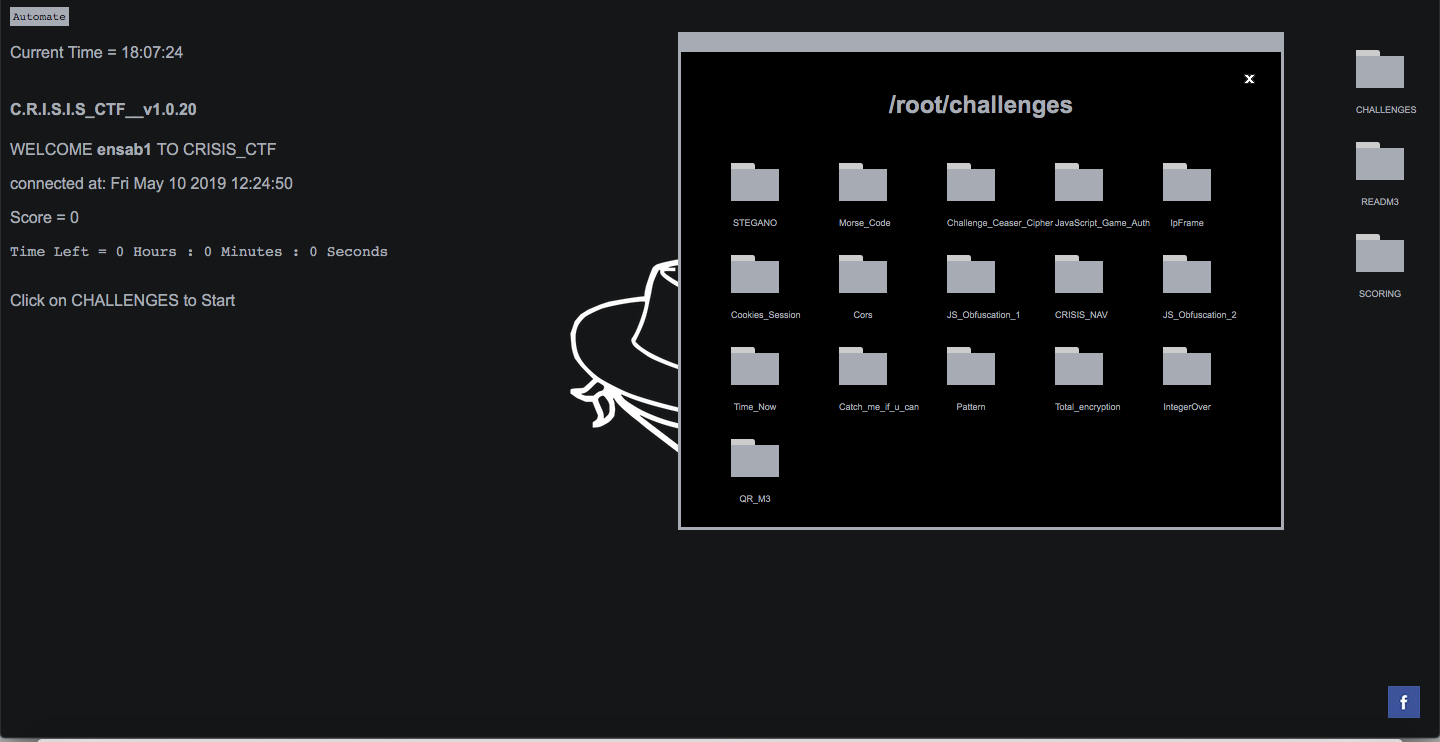 Automate
Current Time = 18:07:24
C.R.I.S.I.S_CTF__v1.0.20
WELCOME ensab1 TO CRISIS_CTF
connected at: Fri May 10 2019 12:24:50
Score = 0
Time Left = 0 Hours : 0 Minutes : 0 Seconds
Click on CHALLENGES to Start
x
/root/challenges
STEGANO Morse_Code Challenge_Ceaser_Cipher JavaScript_Game_Auth IpFrame
Cookies_Session Cors JS_Obfuscation_1 CRISIS_NAV JS_Obfuscation_2
Time_Now Catch_me_if_u_can Pattern Total_encryption IntegerOver
QR_M3
CHALLENGES
READM3
SCORING
f